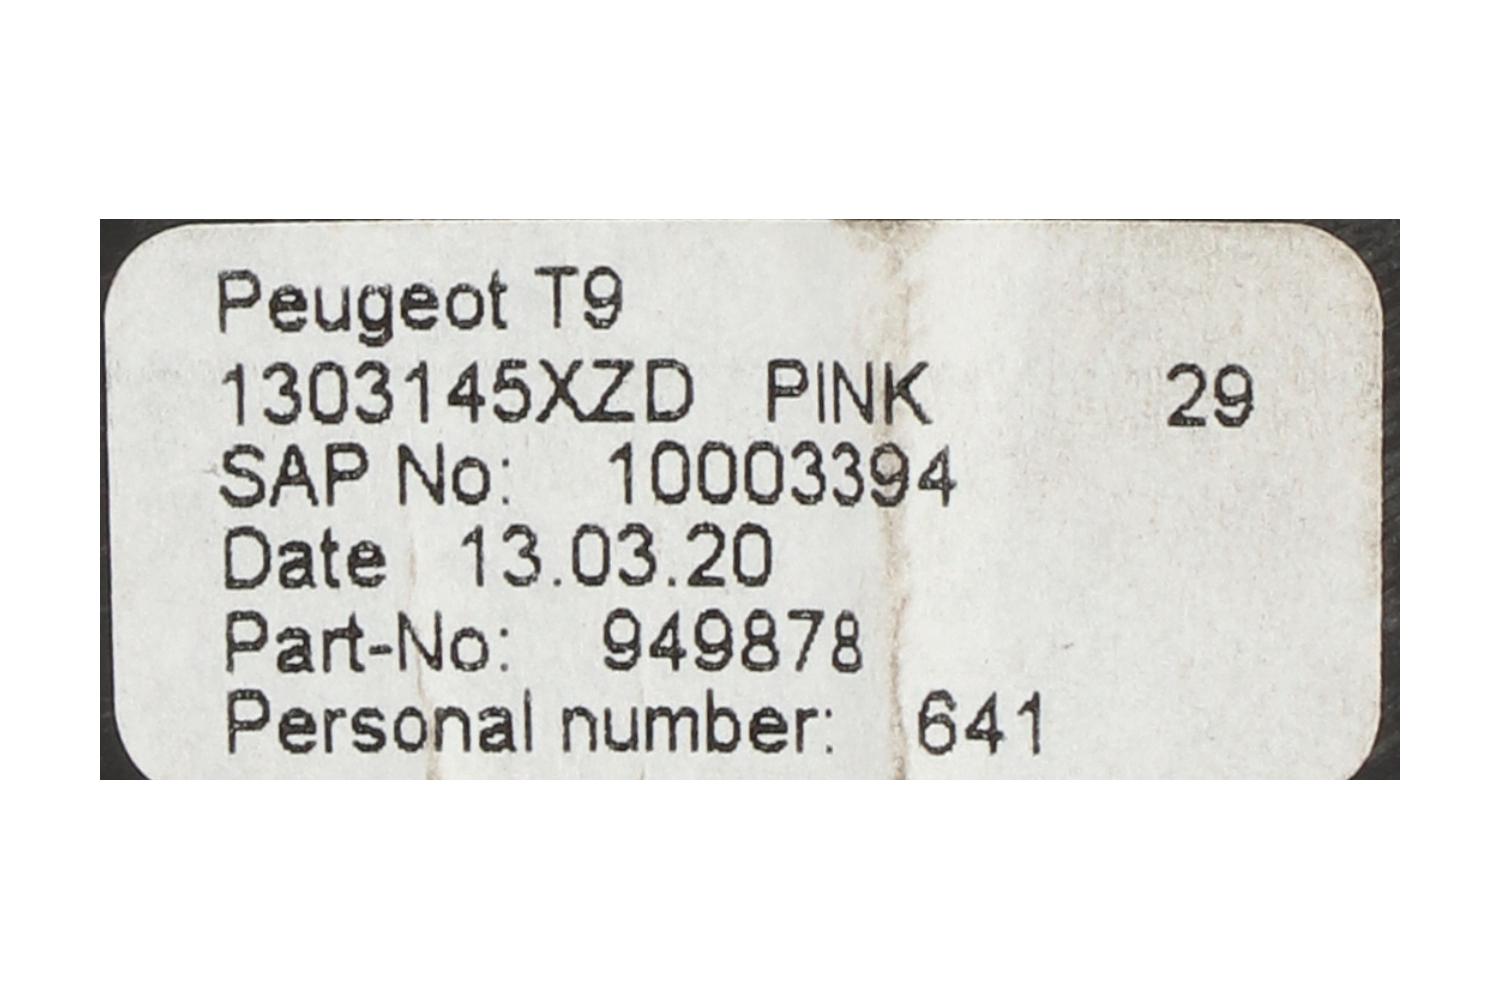 Peugeot T9
1303145XZD PINK 29
SAP No: 10003394
Date 13.03.20
Part-No: 949878
Personal number: 641